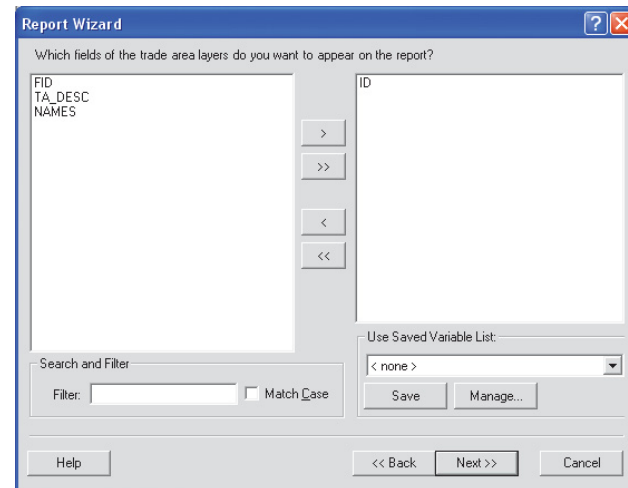 Report Wizard
Which fields of the trade area layers do you want to appear on the report?
FID
TA_DESC
NAMES
>
>>
<
<<
ID
Search and Filter
Filter:
Match Case
Use Saved Variable List:
< none >
Save
Manage...
Help
<< Back
Next >>
Cancel